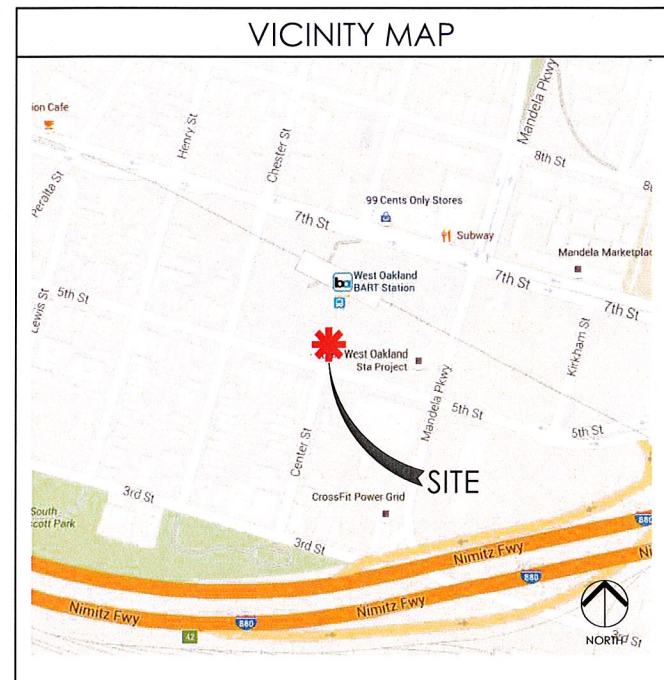 VICINITY MAP
ion Cafe
Henry St
Chester St
Mandela Pkwy
8th St
8t
Peralta St
99 Cents Only Stores
7th St
Subway
Mandela Marketplac
West Oakland
BART Station
7th St
7th St
Lewis St
5th St
Kirkham St
West Oakland
Sta Project
Mandela Pkwy
5th St
5th St
Center St
SITE
3rd St
CrossFit Power Grid
South
scott Park
3rd St
880
Nimitz Fwy
880
Nimitz Fwy
Nimitz Fwy
880
42
NORTH
3rd St